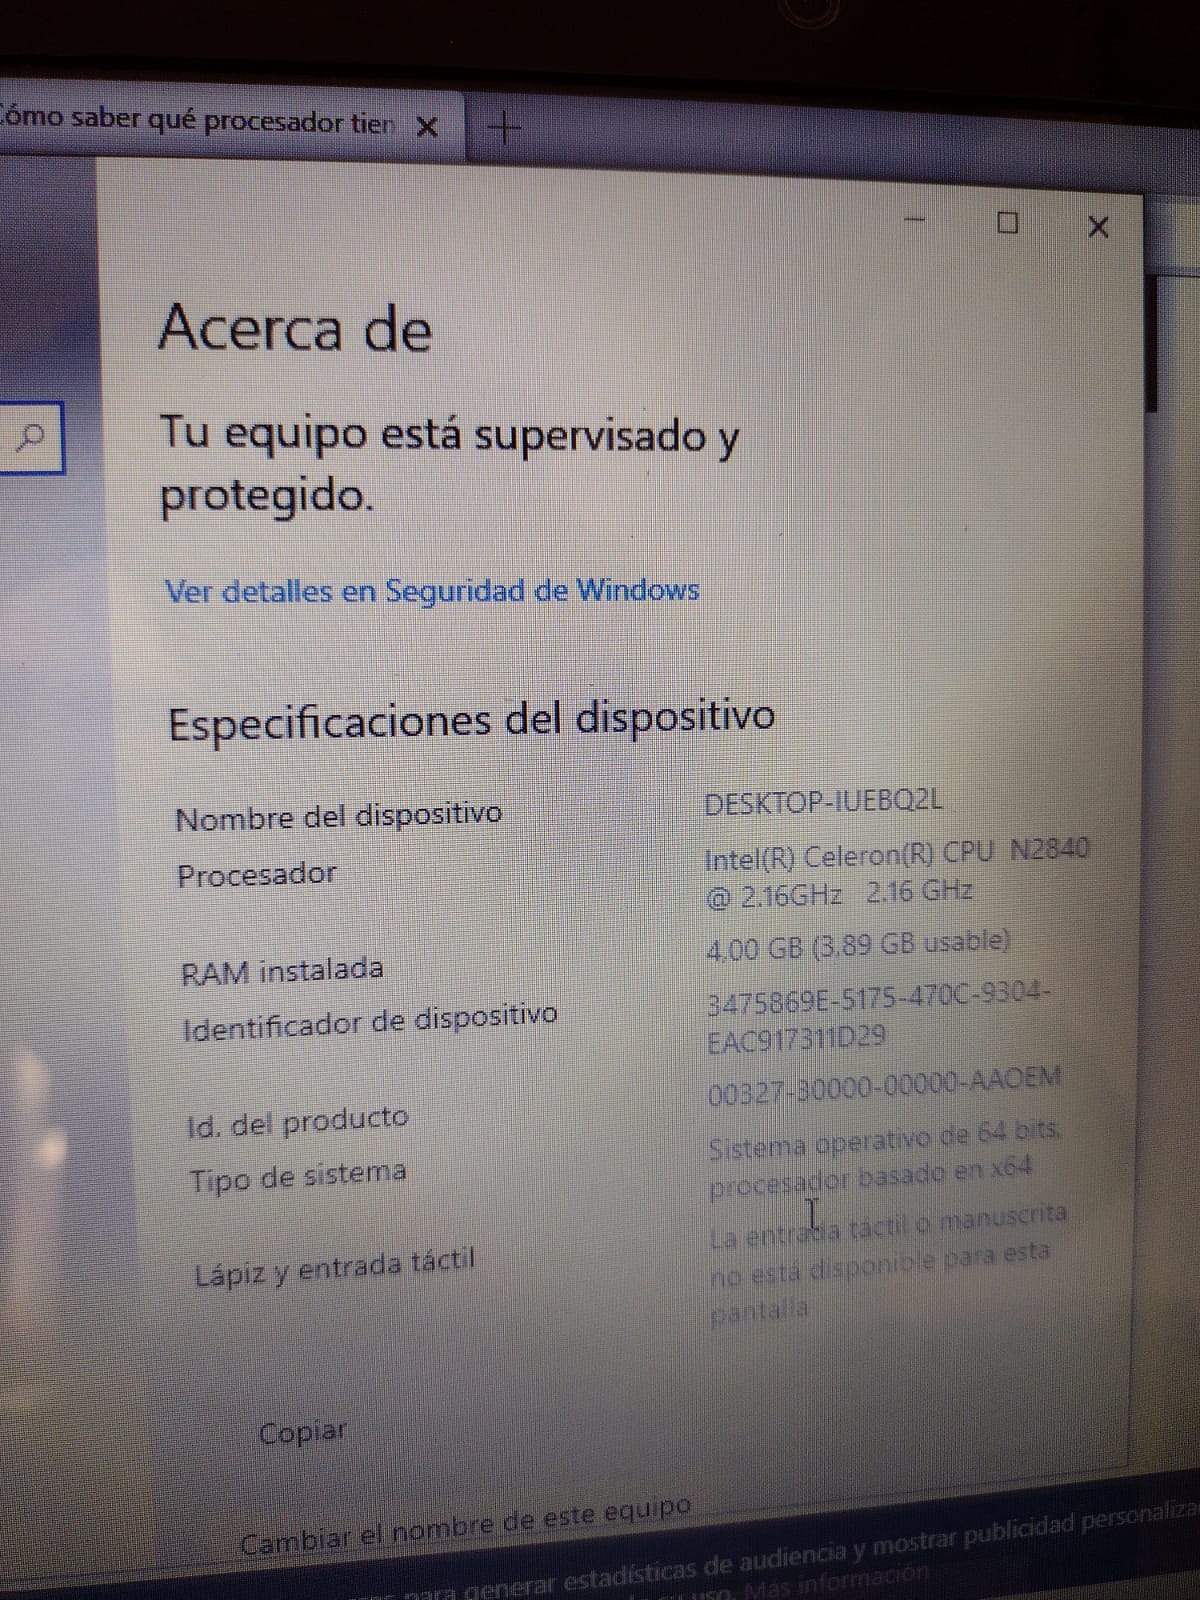 Cómo saber qué procesador tien
Acerca de
Tu equipo está supervisado y
protegido.
Ver detalles en Seguridad de Windows
Especificaciones del dispositivo
Nombre del dispositivo DESKTOP-IUEBQ2L
Procesador Intel(R) Celeron(R) CPU N2840
@ 2.16GHz 2.16 GHz
RAM instalada 4,00 GB (3,89 GB usable)
Identificador de dispositivo 3475869E-5175-470C-9304-
EAC917311D29
Id. del producto 00327-30000-00000-AAOEM
Tipo de sistema Sistema operativo de 64 bits,
procesador basado en x64
Lápiz y entrada táctil La entrada táctil o manuscrita
no está disponible para esta
pantalla
Copiar
Cambiar el nombre de este equipo
para generar estadísticas de audiencia y mostrar publicidad personaliza
uso. Más información